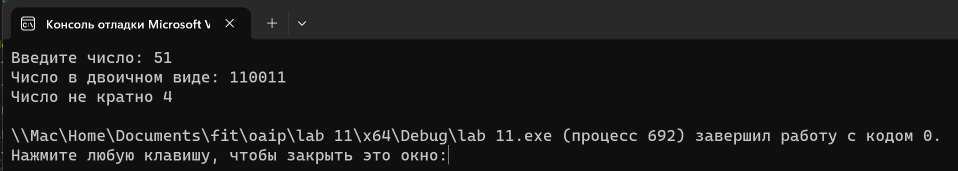 Консоль отладки Microsoft V
Введите число: 51
Число в двоичном виде: 110011
Число не кратно 4
\\Mac\Home\Documents\fit\oaip\lab 11\x64\Debug\lab 11.exe (процесс 692) завершил работу с кодом 0.
Нажмите любую клавишу, чтобы закрыть это окно: